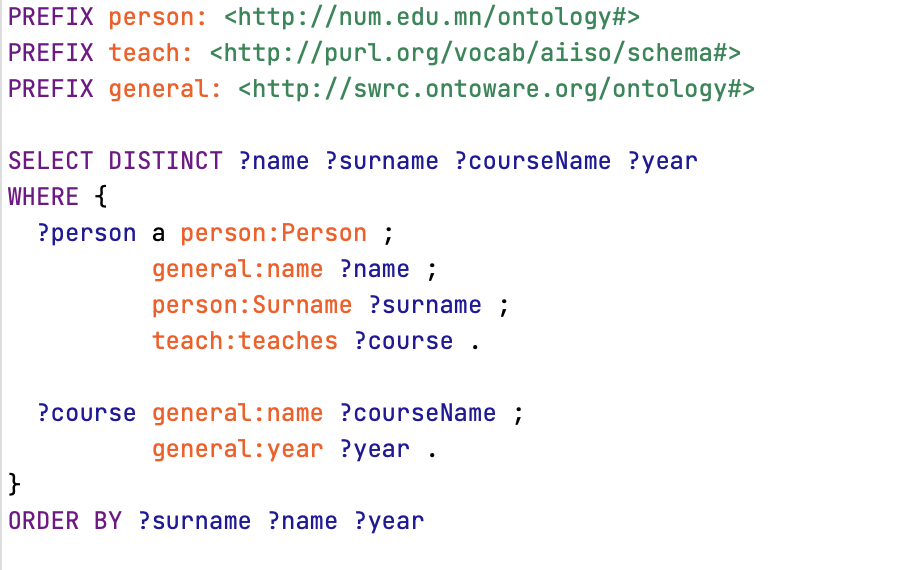 PREFIX person: <http://num.edu.mn/ontology#>
PREFIX teach: <http://purl.org/vocab/aiiso/schema#>
PREFIX general: <http://swrc.ontoware.org/ontology#>

SELECT DISTINCT ?name ?surname ?courseName ?year
WHERE {
  ?person a person:Person ;
          general:name ?name ;
          person:Surname ?surname ;
          teach:teaches ?course .

  ?course general:name ?courseName ;
          general:year ?year .
}
ORDER BY ?surname ?name ?year